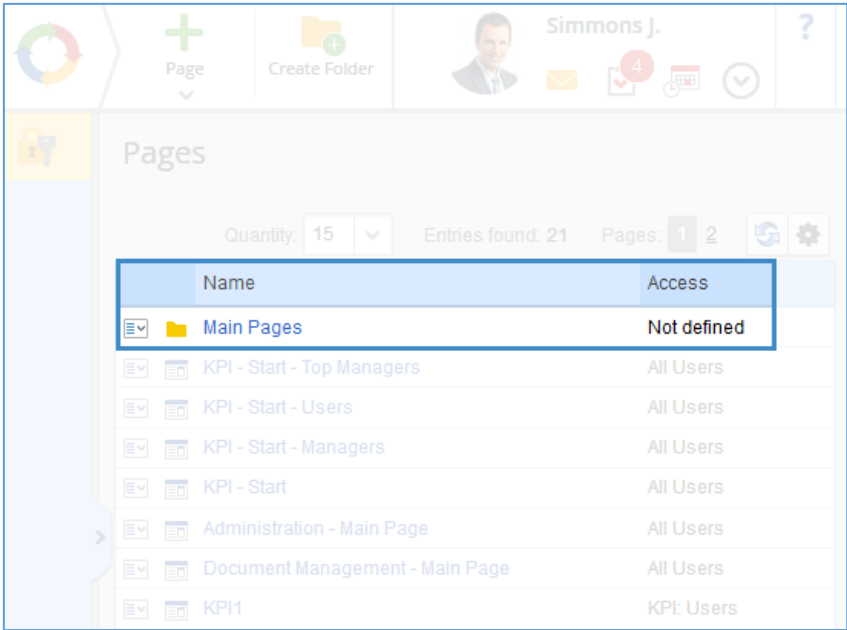 Simmons J.
?
Page
Create Folder
4
Pages
Quantity: 15 Entries found: 21 Pages: 1 2
Name Access
Main Pages Not defined
KPI - Start - Top Managers All Users
KPI - Start - Users All Users
KPI - Start - Managers All Users
KPI - Start All Users
Administration - Main Page All Users
Document Management - Main Page All Users
KPI1 KPI: Users